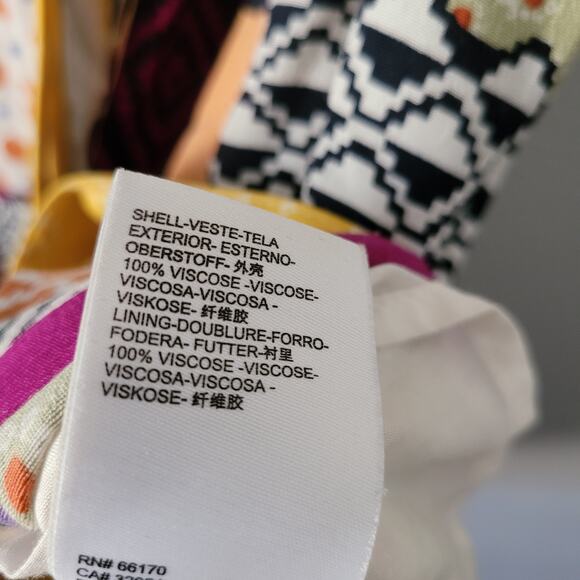 SHELL-VESTE-TELA
EXTERIOR- ESTERNO-
OBERSTOFF- 外壳
100% VISCOSE -VISCOSE-
VISCOSA-VISCOSA -
VISKOSE- 纤维胶
LINING-DOUBLURE-FORRO-
FODERA- FUTTER-衬里
100% VISCOSE -VISCOSE-
VISCOSA-VISCOSA -
VISKOSE- 纤维胶
RN# 66170
CA#